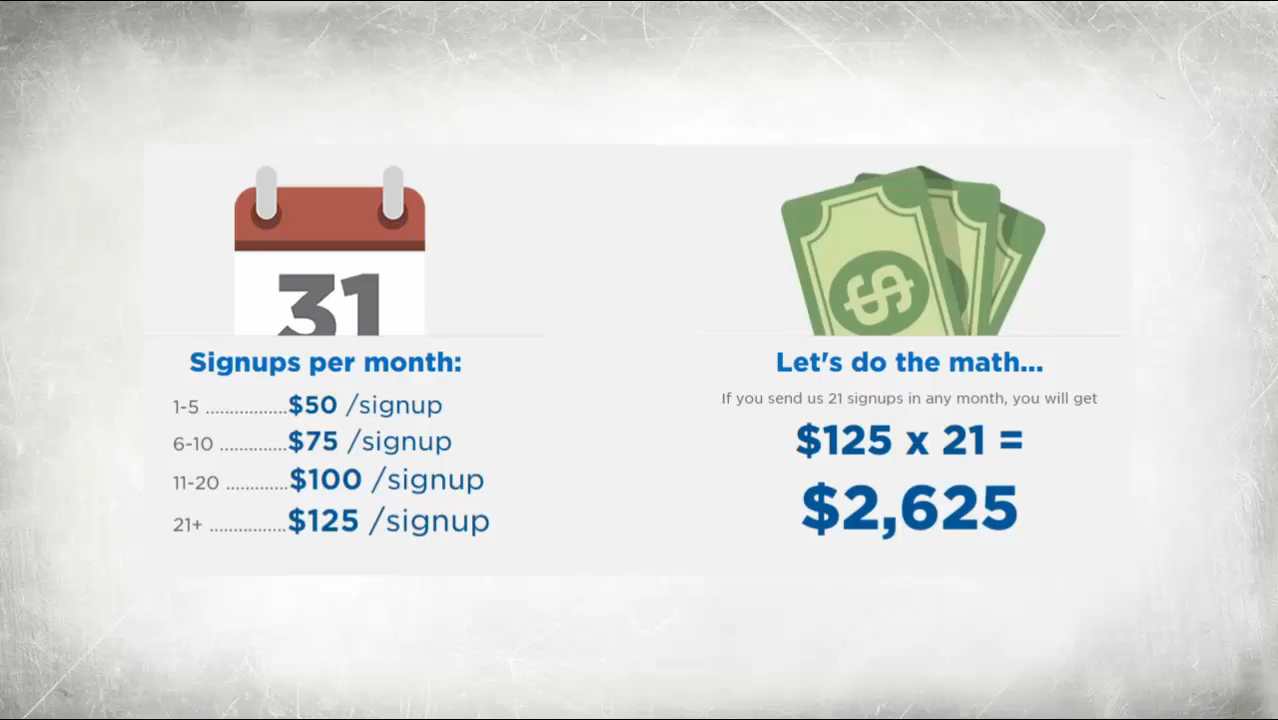 31
Signups per month:
1-5 ................$50 /signup
6-10 .............$75 /signup
11-20 ............$100 /signup
21+ ...............$125 /signup
Let's do the math...
If you send us 21 signups in any month, you will get
$125 x 21 =
$2,625